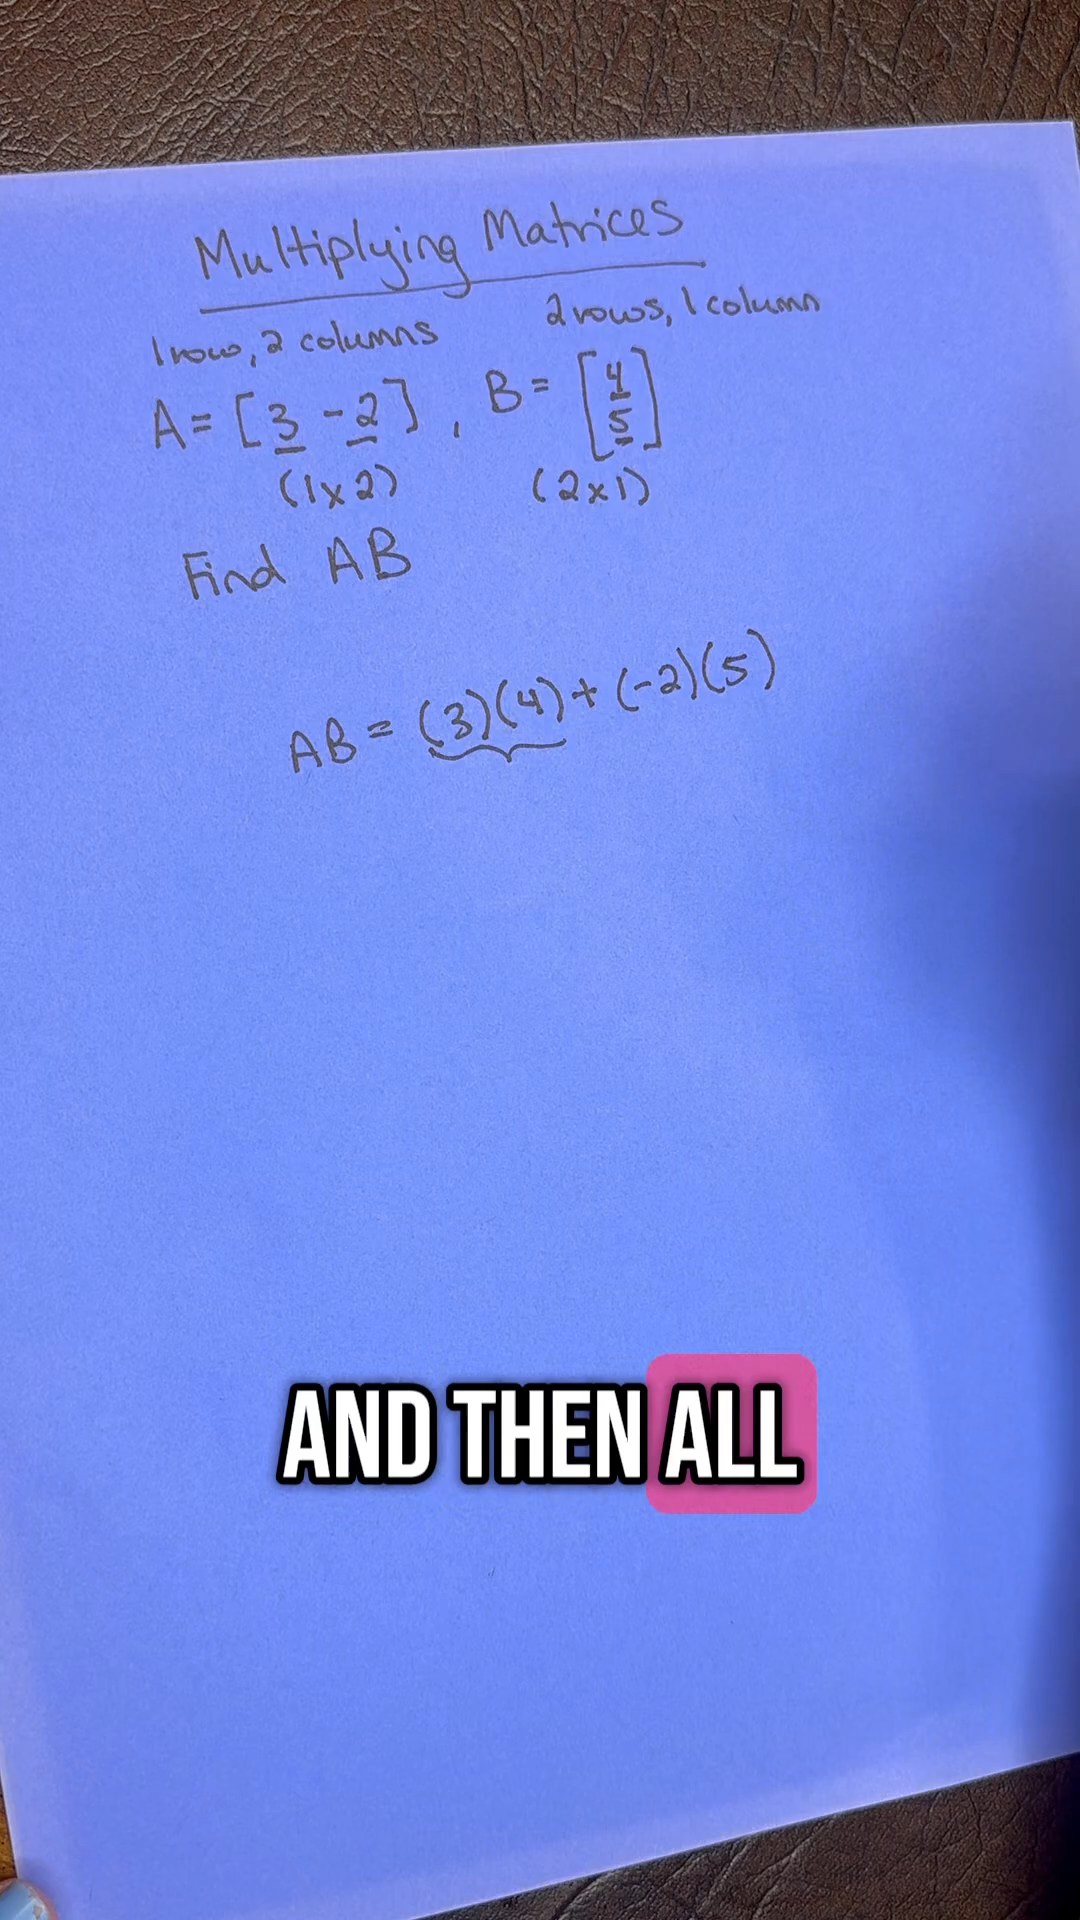 Multiplying Matrices
1 row, 2 columns 2 rows, 1 column
A = [3 -2], B = [4
5]
(1x2) (2x1)
Find AB
AB = (3)(4) + (-2)(5)
AND THEN ALL